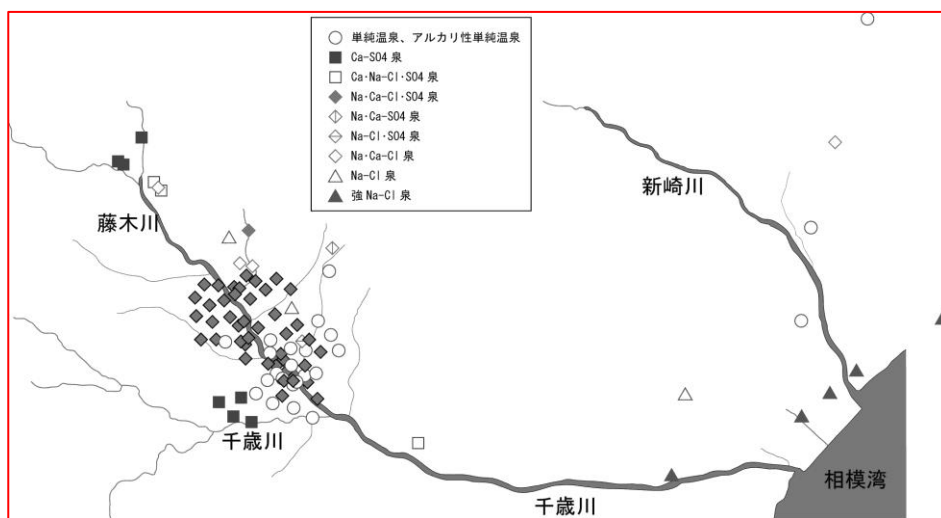 単純温泉、アルカリ性単純温泉
Ca-SO4 泉
Ca·Na-Cl·SO4 泉
Na·Ca-Cl·SO4 泉
Na·Ca-SO4 泉
Na-Cl·SO4 泉
Na·Ca-Cl 泉
Na-Cl 泉
強 Na-Cl 泉
新崎川
藤木川
千歳川
相模湾
千歳川